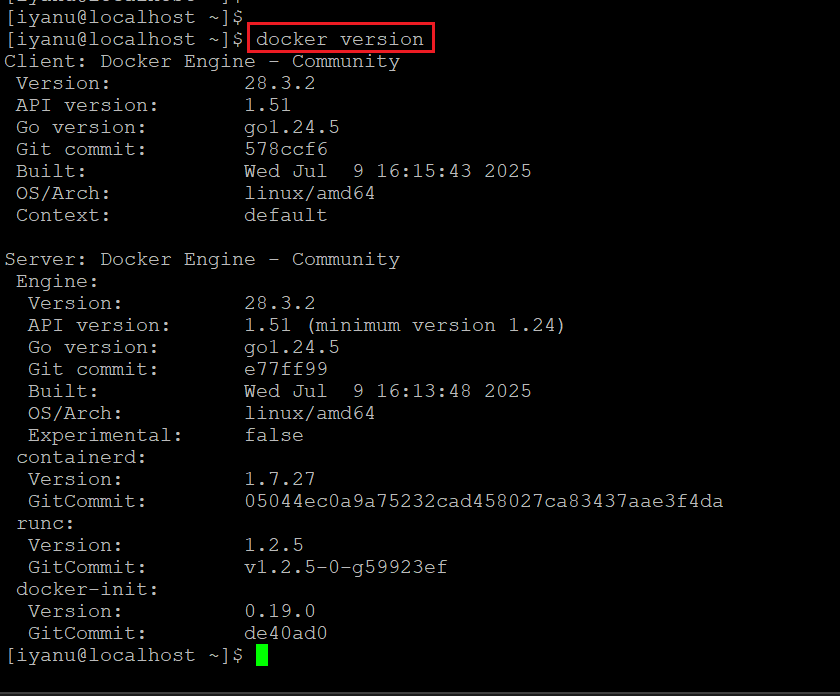 [iyanu@localhost ~]$
[iyanu@localhost ~]$
[iyanu@localhost ~]$ docker version
Client: Docker Engine - Community
 Version:           28.3.2
 API version:       1.51
 Go version:        go1.24.5
 Git commit:        578ccf6
 Built:             Wed Jul  9 16:15:43 2025
 OS/Arch:           linux/amd64
 Context:           default

Server: Docker Engine - Community
 Engine:
  Version:          28.3.2
  API version:      1.51 (minimum version 1.24)
  Go version:       go1.24.5
  Git commit:       e77ff99
  Built:            Wed Jul  9 16:13:48 2025
  OS/Arch:          linux/amd64
  Experimental:     false
 containerd:
  Version:          1.7.27
  GitCommit:        05044ec0a9a75232cad458027ca83437aae3f4da
 runc:
  Version:          1.2.5
  GitCommit:        v1.2.5-0-g59923ef
 docker-init:
  Version:          0.19.0
  GitCommit:        de40ad0
[iyanu@localhost ~]$